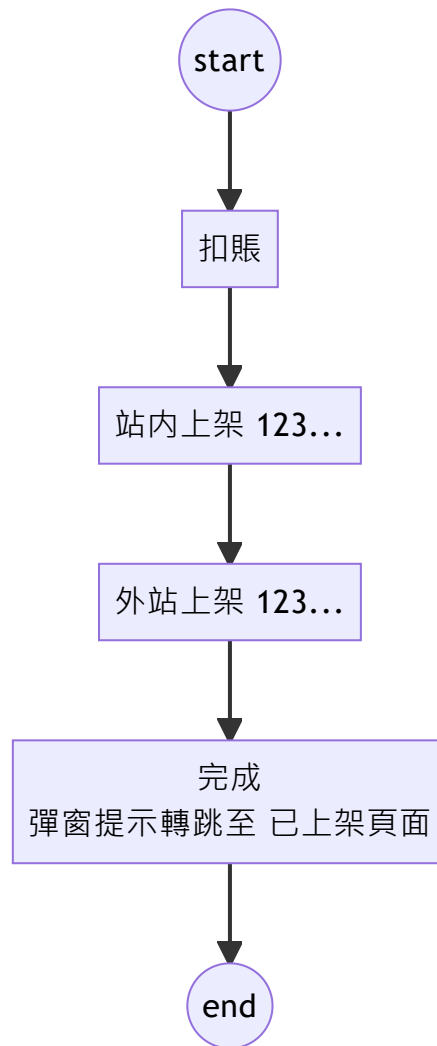 start
扣賬
站内上架 123...
外站上架 123...
完成
彈窗提示轉跳至 已上架頁面
end